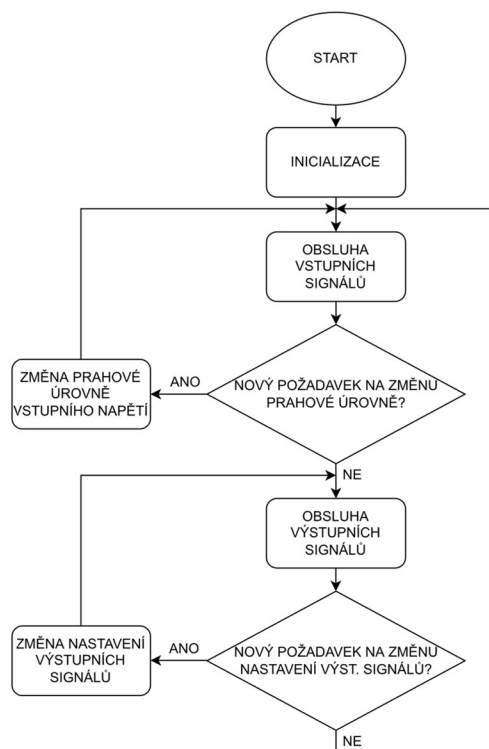 START
INICIALIZACE
OBSLUHA
VSTUPNÍCH
SIGNÁLŮ
ZMĚNA PRAHOVÉ
ÚROVNĚ
VSTUPNÍHO NAPĚTÍ
ANO
NOVÝ POŽADAVEK NA ZMĚNU
PRAHOVÉ ÚROVNĚ?
NE
OBSLUHA
VÝSTUPNÍCH
SIGNÁLŮ
ZMĚNA NASTAVENÍ
VÝSTUPNÍCH
SIGNÁLŮ
ANO
NOVÝ POŽADAVEK NA ZMĚNU
NASTAVENÍ VÝST. SIGNÁLŮ?
NE